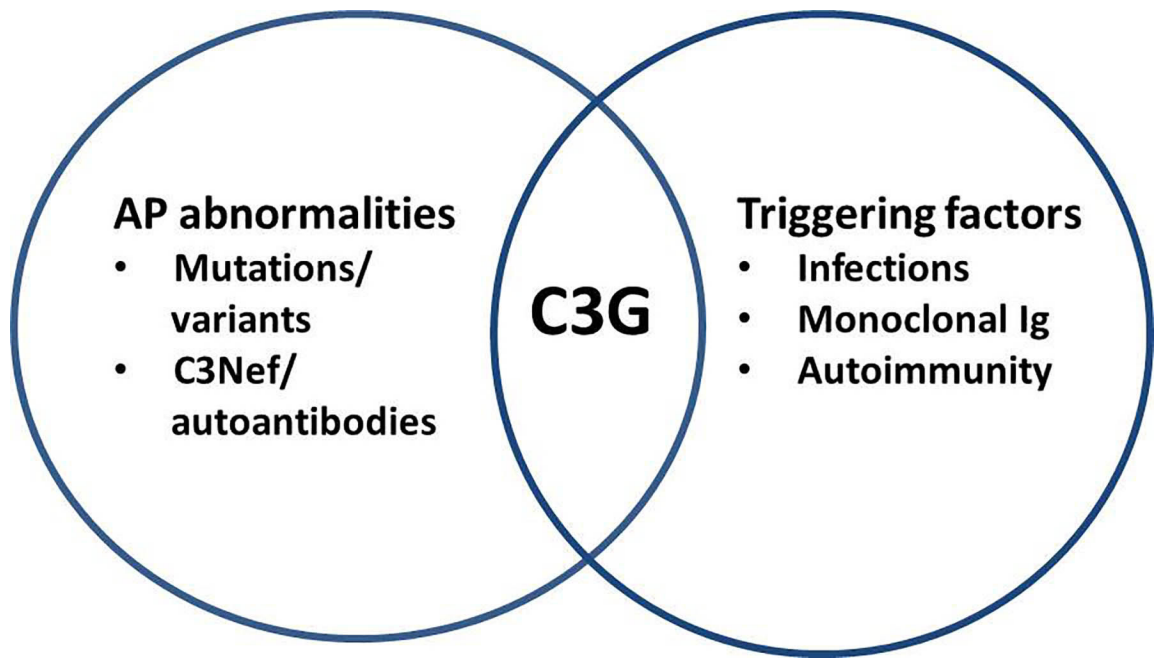 AP abnormalities
• Mutations/
variants
• C3Nef/
autoantibodies
C3G
Triggering factors
• Infections
• Monoclonal Ig
• Autoimmunity